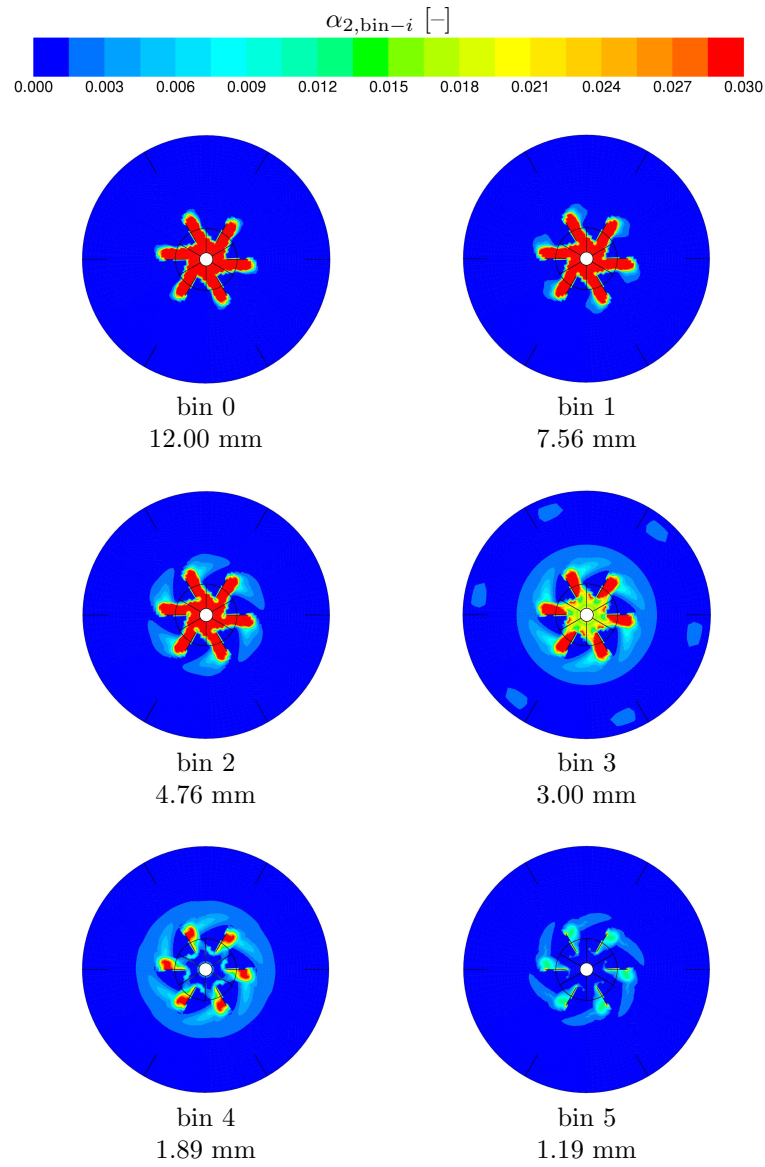 α2,bin−i [–]
0.000 0.003 0.006 0.009 0.012 0.015 0.018 0.021 0.024 0.027 0.030
bin 0 bin 1
12.00 mm 7.56 mm
bin 2 bin 3
4.76 mm 3.00 mm
bin 4 bin 5
1.89 mm 1.19 mm